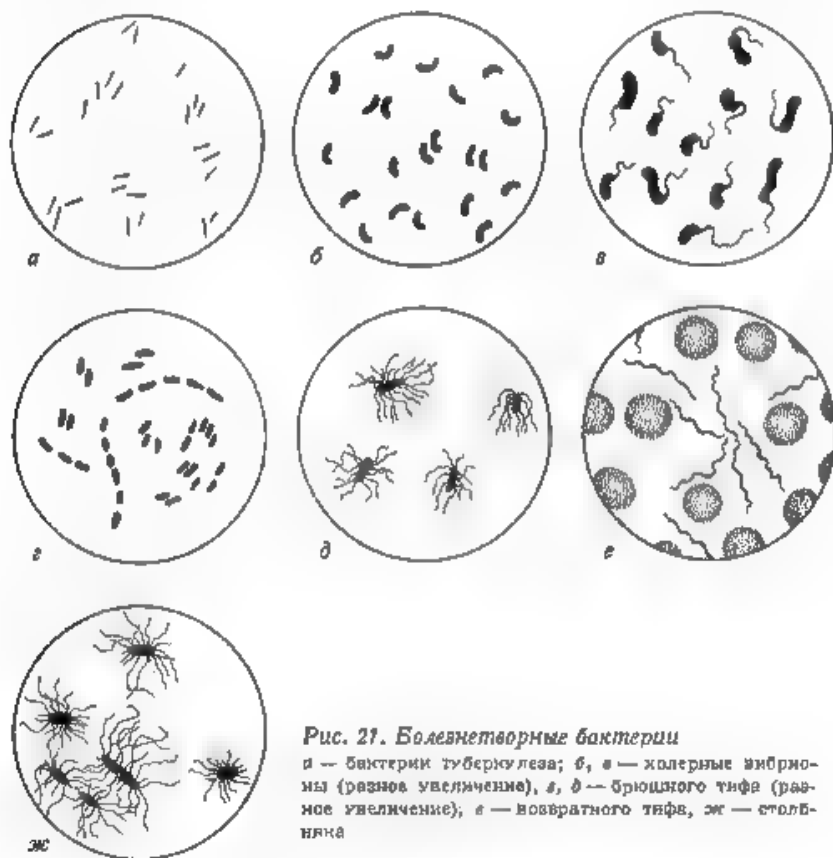 а
б
в
г
д
е
ж
Рис. 21. Болезнетворные бактерии
а — бактерии туберкулеза; б, в — холерные вибрио-
ны (разное увеличение), г, д — брюшного тифа (раз-
ное увеличение), е — возвратного тифа, ж — столб-
няка